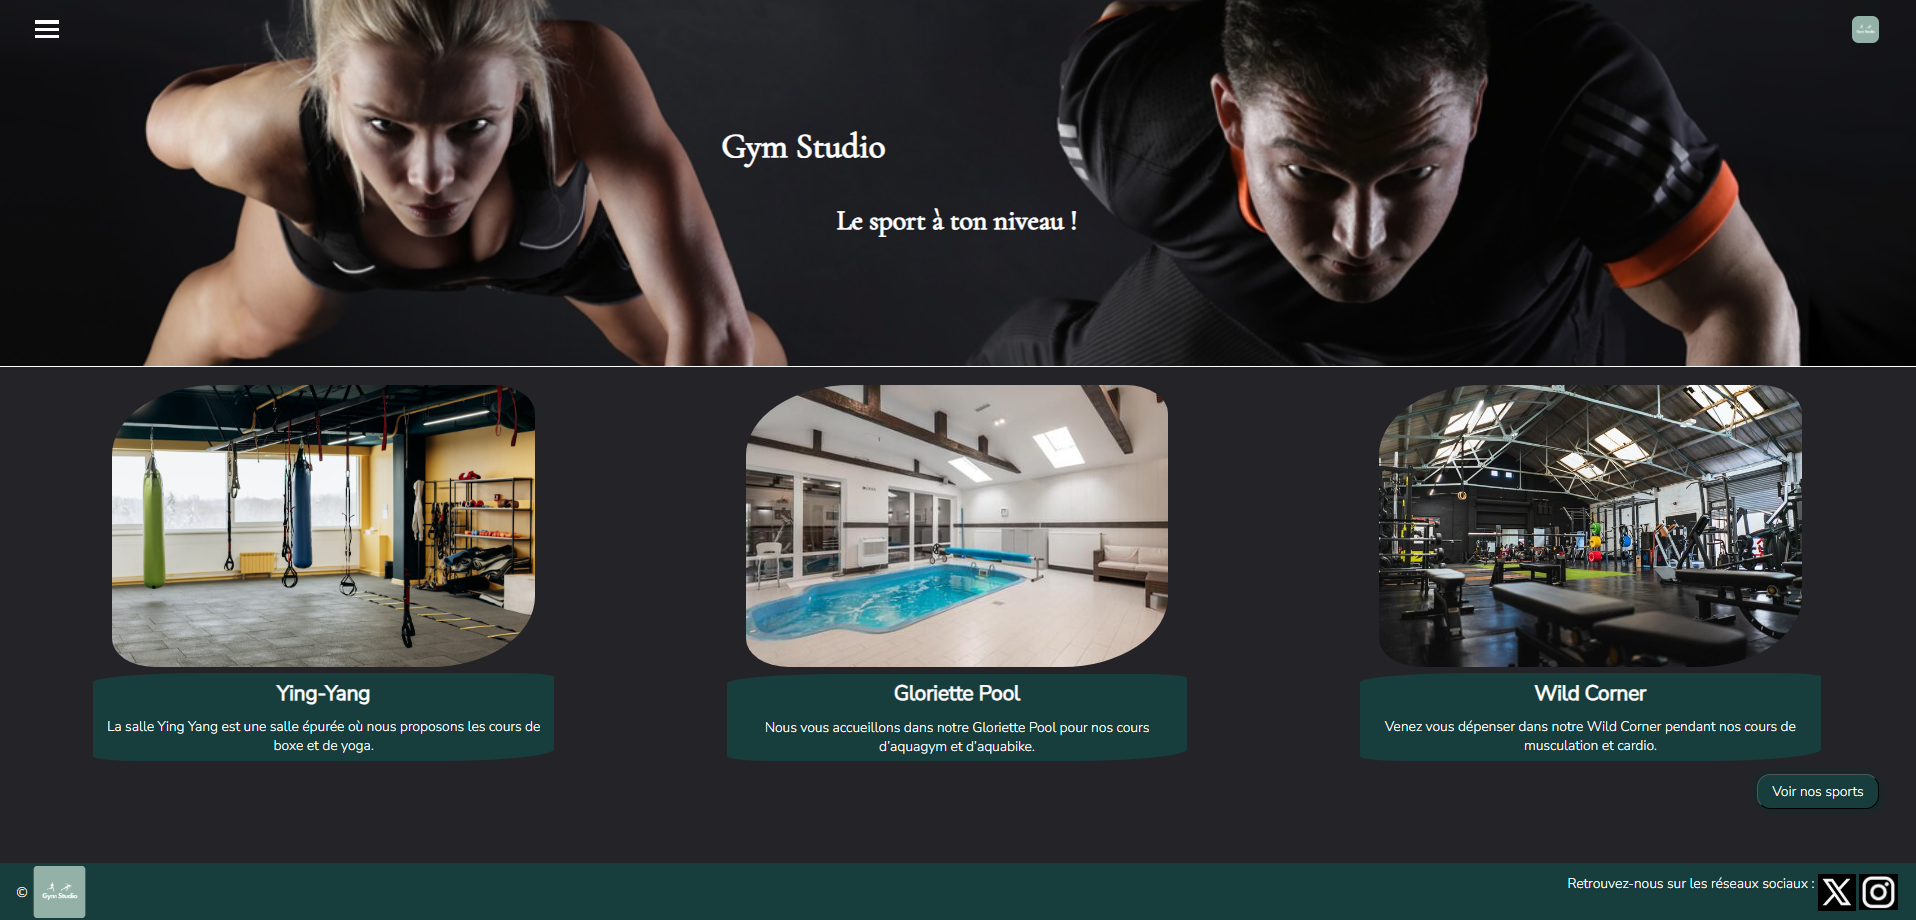 Gym Studio
Gym Studio
Le sport à ton niveau !
Ying-Yang
La salle Ying Yang est une salle épurée où nous proposons les cours de
boxe et de yoga.
Gloriette Pool
Nous vous accueillons dans notre Gloriette Pool pour nos cours
d'aquagym et d'aquabike.
Wild Corner
Venez vous dépenser dans notre Wild Corner pendant nos cours de
musculation et cardio.
Voir nos sports
©
Gym Studio
Retrouvez-nous sur les réseaux sociaux :